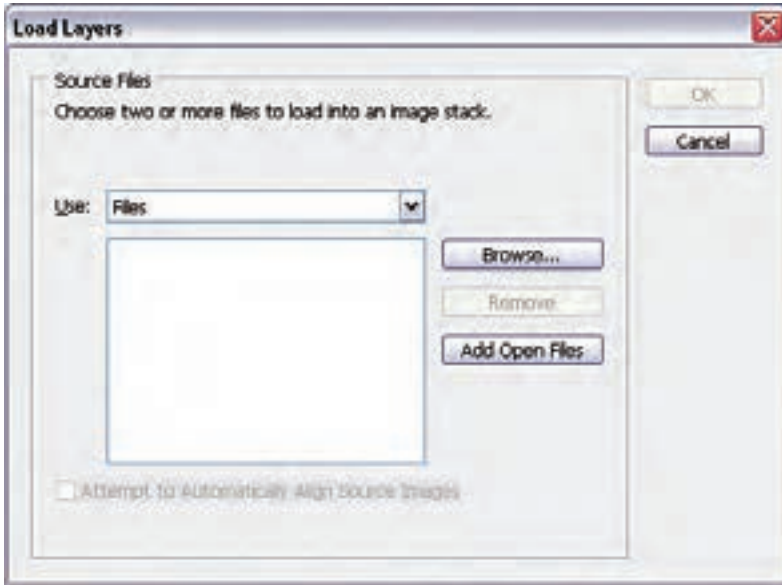 Load Layers
Source Files
Choose two or more files to load into an image stack.
OK
Cancel
Use: Files
Browse...
Remove
Add Open Files
Attempt to Automatically Align Source Images